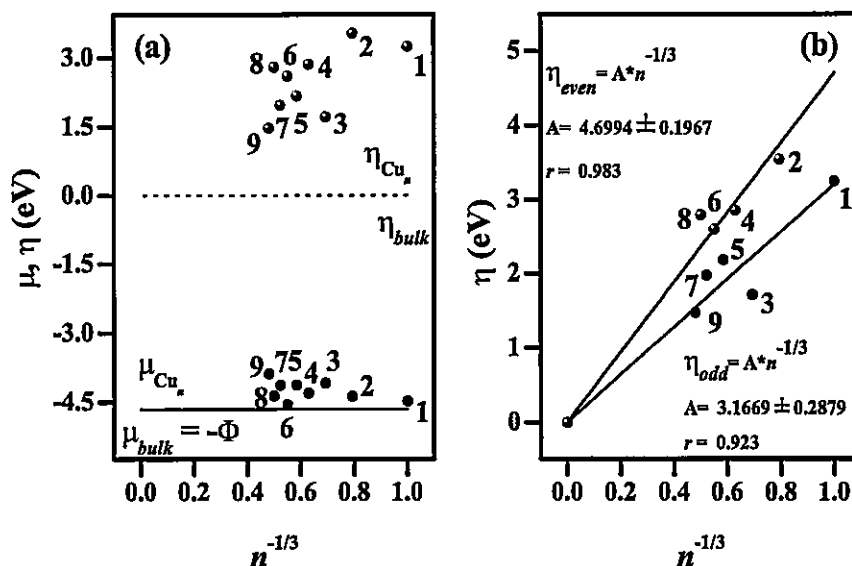 (a)
3.0
1.5
0.0
-1.5
-3.0
-4.5
μ, η (eV)
8 6 4 2 1
9 7 5 3
η_Cu_n
η_bulk
μ_Cu_n
9 7 5 4 3
8 6 2 1
μ_bulk = -Φ
0.0 0.2 0.4 0.6 0.8 1.0
n^-1/3
(b)
5
4
3
2
1
0
η (eV)
η_even = A*n^-1/3
A= 4.6994 ± 0.1967
r = 0.983
8 6 4 2 1
7 5 3
9
η_odd = A*n^-1/3
A= 3.1669 ± 0.2879
r = 0.923
0.0 0.2 0.4 0.6 0.8 1.0
n^-1/3